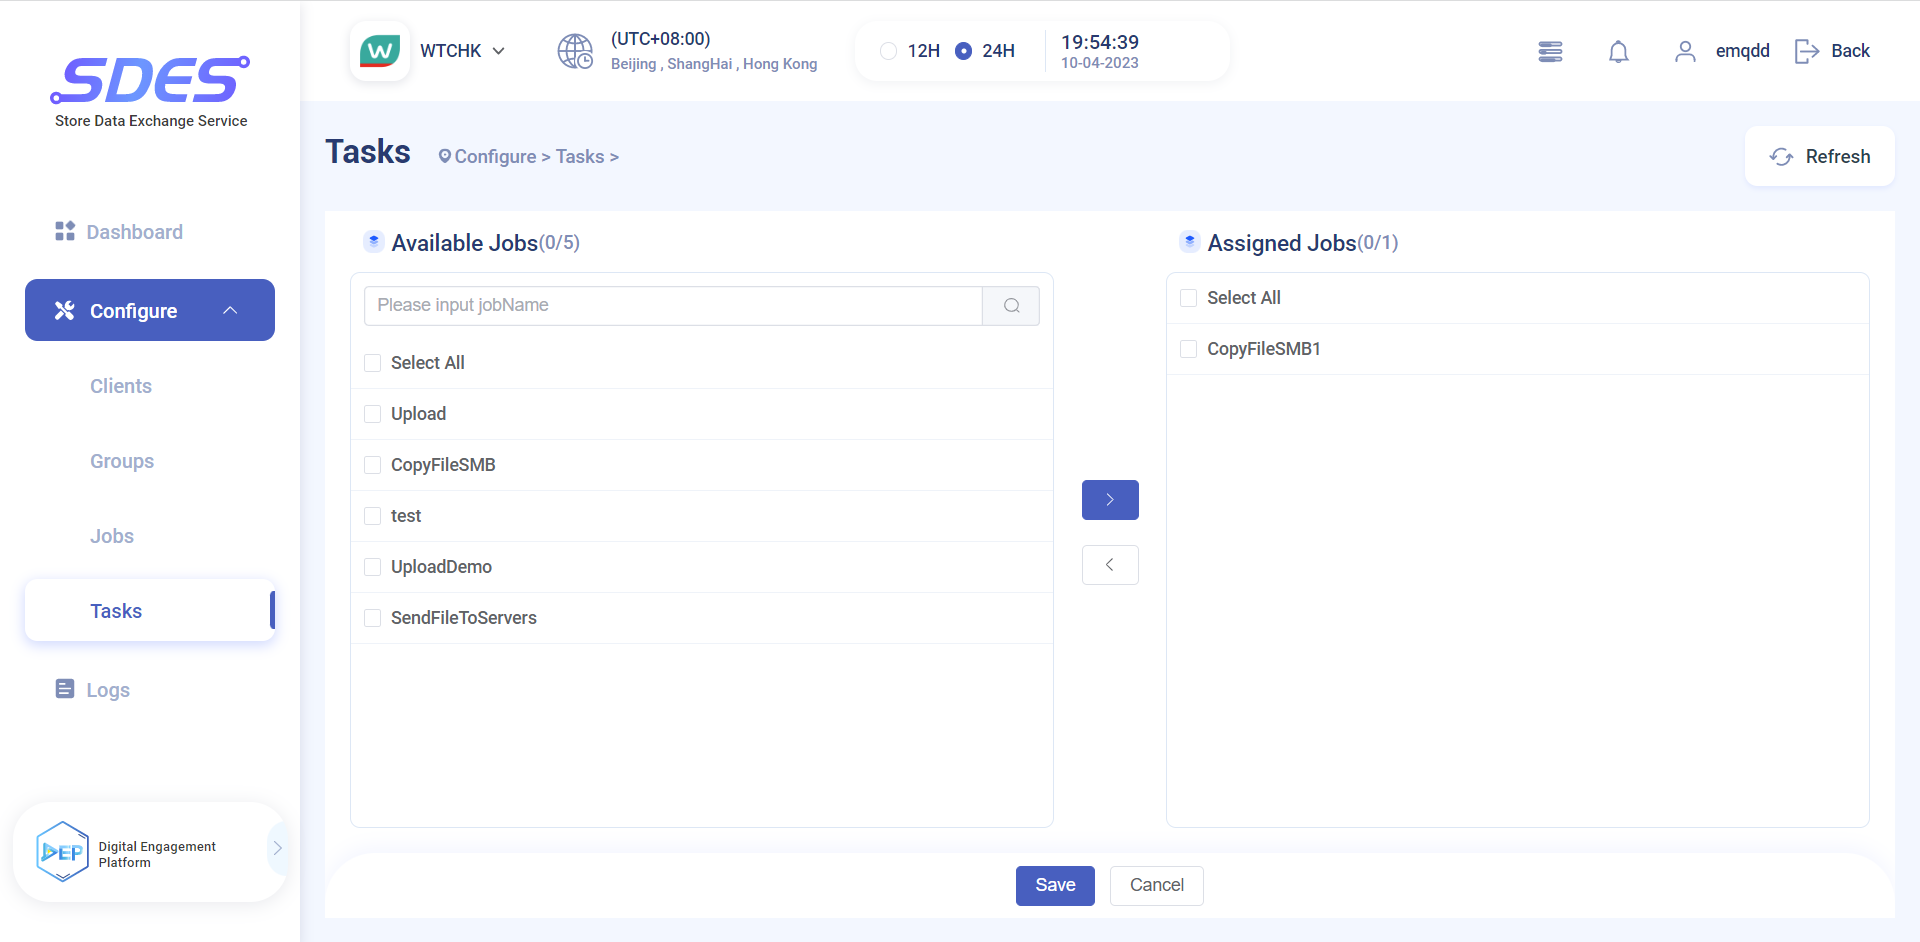 SDES
Store Data Exchange Service
Dashboard
Configure
Clients
Groups
Jobs
Tasks
Logs
DEP
Digital Engagement
Platform
W
WTCHK
(UTC+08:00)
Beijing , ShangHai , Hong Kong
12H
24H
19:54:39
10-04-2023
emqdd
Back
Tasks
Configure > Tasks >
Refresh
Available Jobs(0/5)
Please input jobName
Select All
Upload
CopyFileSMB
test
UploadDemo
SendFileToServers
>
<
Assigned Jobs(0/1)
Select All
CopyFileSMB1
Save
Cancel